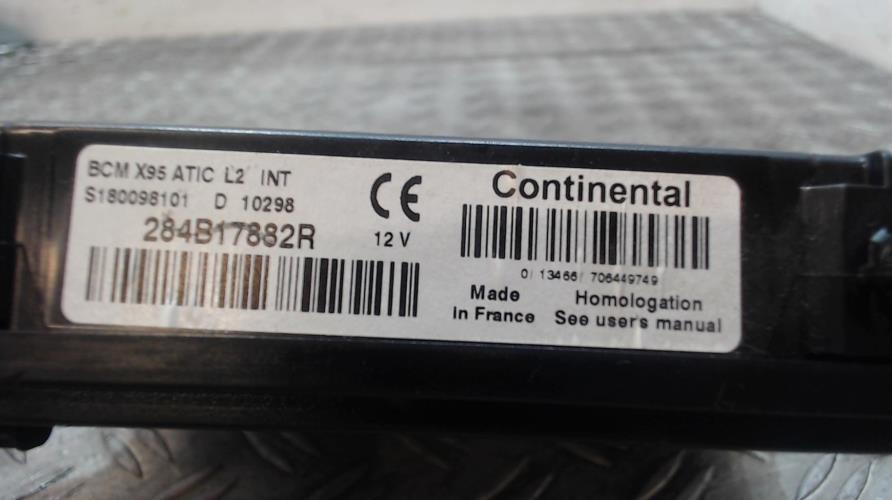 BCM X95 ATIC L2 INT
S180098101 D 10298
284B17882R
CE
12 V
Continental
0 / 13466 / 706449749
Made
in France
Homologation
See user's manual